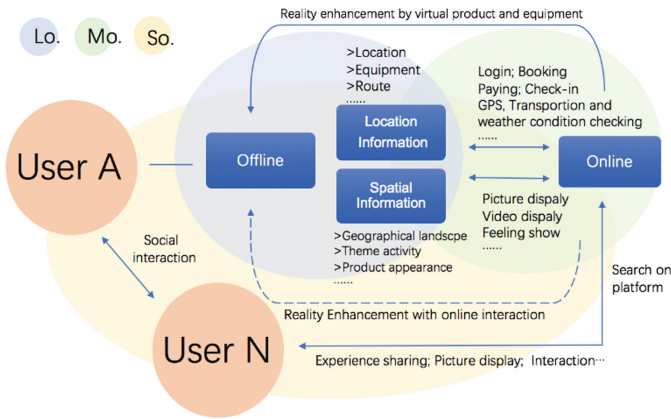 Reality enhancement by virtual product and equipment
Lo.
Mo.
So.
>Location
>Equipment
>Route
......
Login; Booking
Paying; Check-in
GPS, Transportion and
weather condition checking
......
Location
Information
User A
Offline
Online
Spatial
Information
Picture dispaly
Video dispaly
Feeling show
......
>Geographical landscpe
>Theme activity
>Product appearance
......
Social
interaction
Search on
platform
Reality Enhancement with online interaction
User N
Experience sharing; Picture display; Interaction···